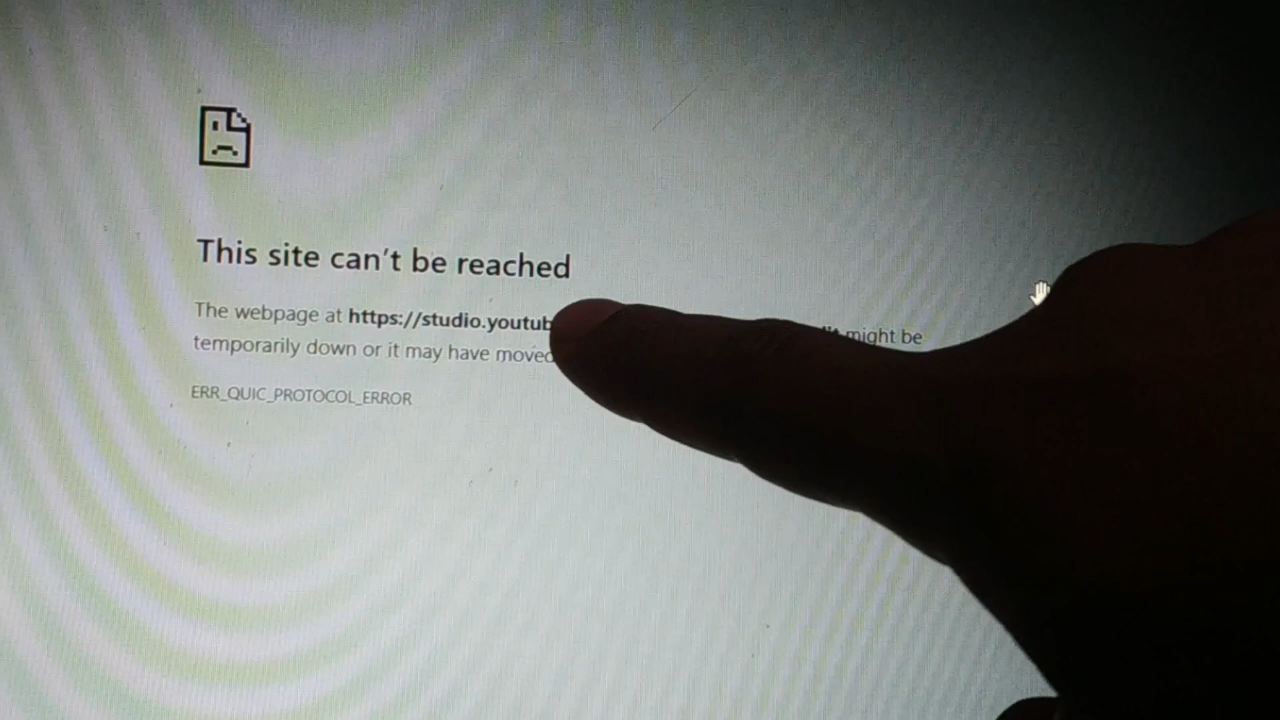 This site can't be reached
The webpage at https://studio.youtub might be
temporarily down or it may have moved
ERR_QUIC_PROTOCOL_ERROR